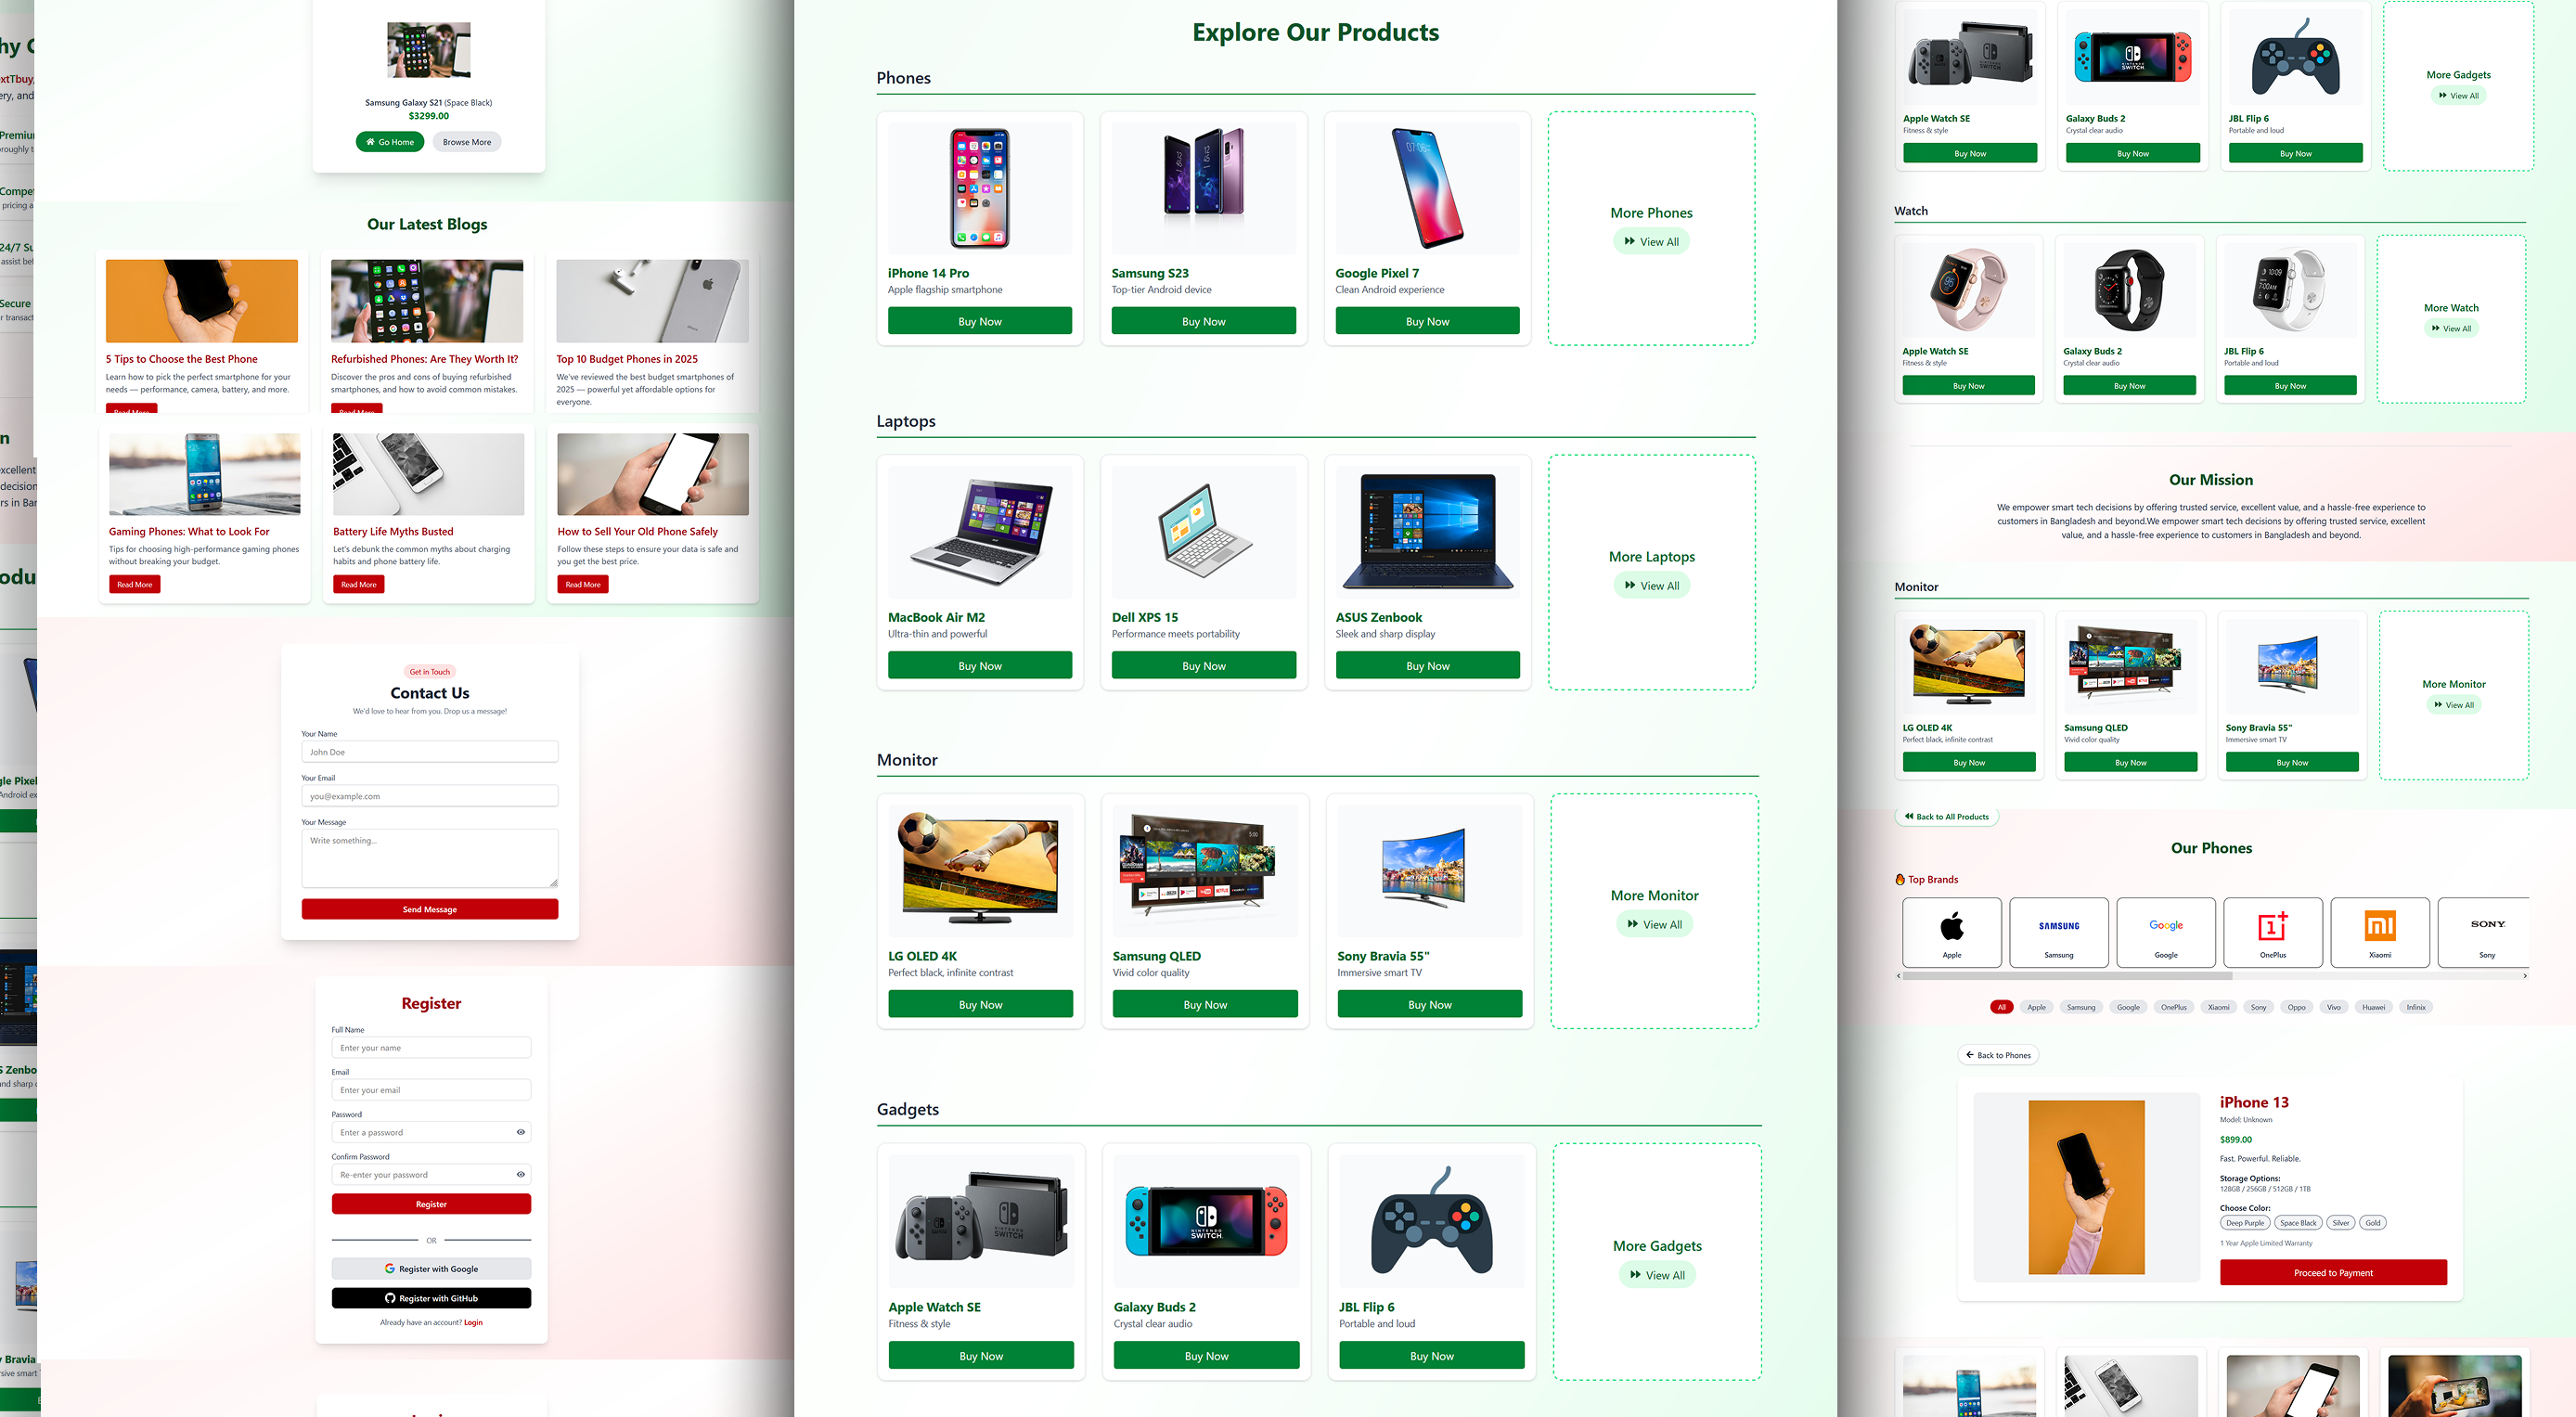 hy
xtTbuy,
ery, and
Premiu
roughly t
Compet
pricing a
24/7 Su
assist bef
Secure
r transact
n
xcellent
decision
rs in Ban
odu
gle Pixel
Android ex
S Zenbo
and sharp d
y Bravia
rsive smart
Samsung Galaxy S21 (Space Black)
$3299.00
Go Home
Browse More
Our Latest Blogs
5 Tips to Choose the Best Phone
Learn how to pick the perfect smartphone for your
needs — performance, camera, battery, and more.
Read More
Refurbished Phones: Are They Worth It?
Discover the pros and cons of buying refurbished
smartphones, and how to avoid common mistakes.
Read More
Top 10 Budget Phones in 2025
We've reviewed the best budget smartphones of
2025 — powerful yet affordable options for
everyone.
Gaming Phones: What to Look For
Tips for choosing high-performance gaming phones
without breaking your budget.
Read More
Battery Life Myths Busted
Let's debunk the common myths about charging
habits and phone battery life.
Read More
How to Sell Your Old Phone Safely
Follow these steps to ensure your data is safe and
you get the best price.
Read More
Get in Touch
Contact Us
We'd love to hear from you. Drop us a message!
Your Name
John Doe
Your Email
you@example.com
Your Message
Write something...
Send Message
Register
Full Name
Enter your name
Email
Enter your email
Password
Enter a password
Confirm Password
Re-enter your password
Register
OR
Register with Google
Register with GitHub
Already have an account? Login
Explore Our Products
Phones
iPhone 14 Pro
Apple flagship smartphone
Buy Now
Samsung S23
Top-tier Android device
Buy Now
Google Pixel 7
Clean Android experience
Buy Now
More Phones
View All
Laptops
MacBook Air M2
Ultra-thin and powerful
Buy Now
Dell XPS 15
Performance meets portability
Buy Now
ASUS Zenbook
Sleek and sharp display
Buy Now
More Laptops
View All
Monitor
LG OLED 4K
Perfect black, infinite contrast
Buy Now
Samsung QLED
Vivid color quality
Buy Now
Sony Bravia 55"
Immersive smart TV
Buy Now
More Monitor
View All
Gadgets
NINTENDO
SWITCH
NINTENDO
SWITCH
Apple Watch SE
Fitness & style
Buy Now
Galaxy Buds 2
Crystal clear audio
Buy Now
JBL Flip 6
Portable and loud
Buy Now
More Gadgets
View All
NINTENDO
SWITCH
NINTENDO
SWITCH
Apple Watch SE
Fitness & style
Buy Now
Galaxy Buds 2
Crystal clear audio
Buy Now
JBL Flip 6
Portable and loud
Buy Now
More Gadgets
View All
Watch
Apple Watch SE
Fitness & style
Buy Now
Galaxy Buds 2
Crystal clear audio
Buy Now
JBL Flip 6
Portable and loud
Buy Now
More Watch
View All
Our Mission
We empower smart tech decisions by offering trusted service, excellent value, and a hassle-free experience to
customers in Bangladesh and beyond.We empower smart tech decisions by offering trusted service, excellent
value, and a hassle-free experience to customers in Bangladesh and beyond.
Monitor
LG OLED 4K
Perfect black, infinite contrast
Buy Now
Samsung QLED
Vivid color quality
Buy Now
Sony Bravia 55"
Immersive smart TV
Buy Now
More Monitor
View All
Back to All Products
Our Phones
Top Brands
Apple
SAMSUNG
Samsung
Google
Google
OnePlus
Xiaomi
SONY
Sony
All
Apple
Samsung
Google
OnePlus
Xiaomi
Sony
Oppo
Vivo
Huawei
Infinix
Back to Phones
iPhone 13
Model: Unknown
$899.00
Fast. Powerful. Reliable.
Storage Options:
128GB / 256GB / 512GB / 1TB
Choose Color:
Deep Purple
Space Black
Silver
Gold
1 Year Apple Limited Warranty
Proceed to Payment